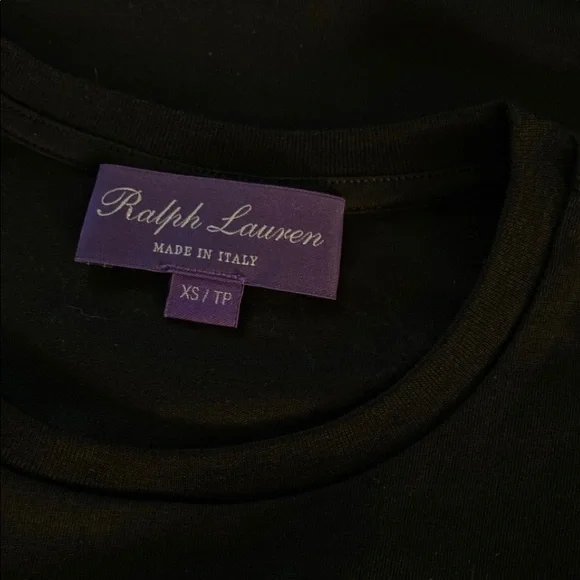 Ralph Lauren
MADE IN ITALY
XS / TP